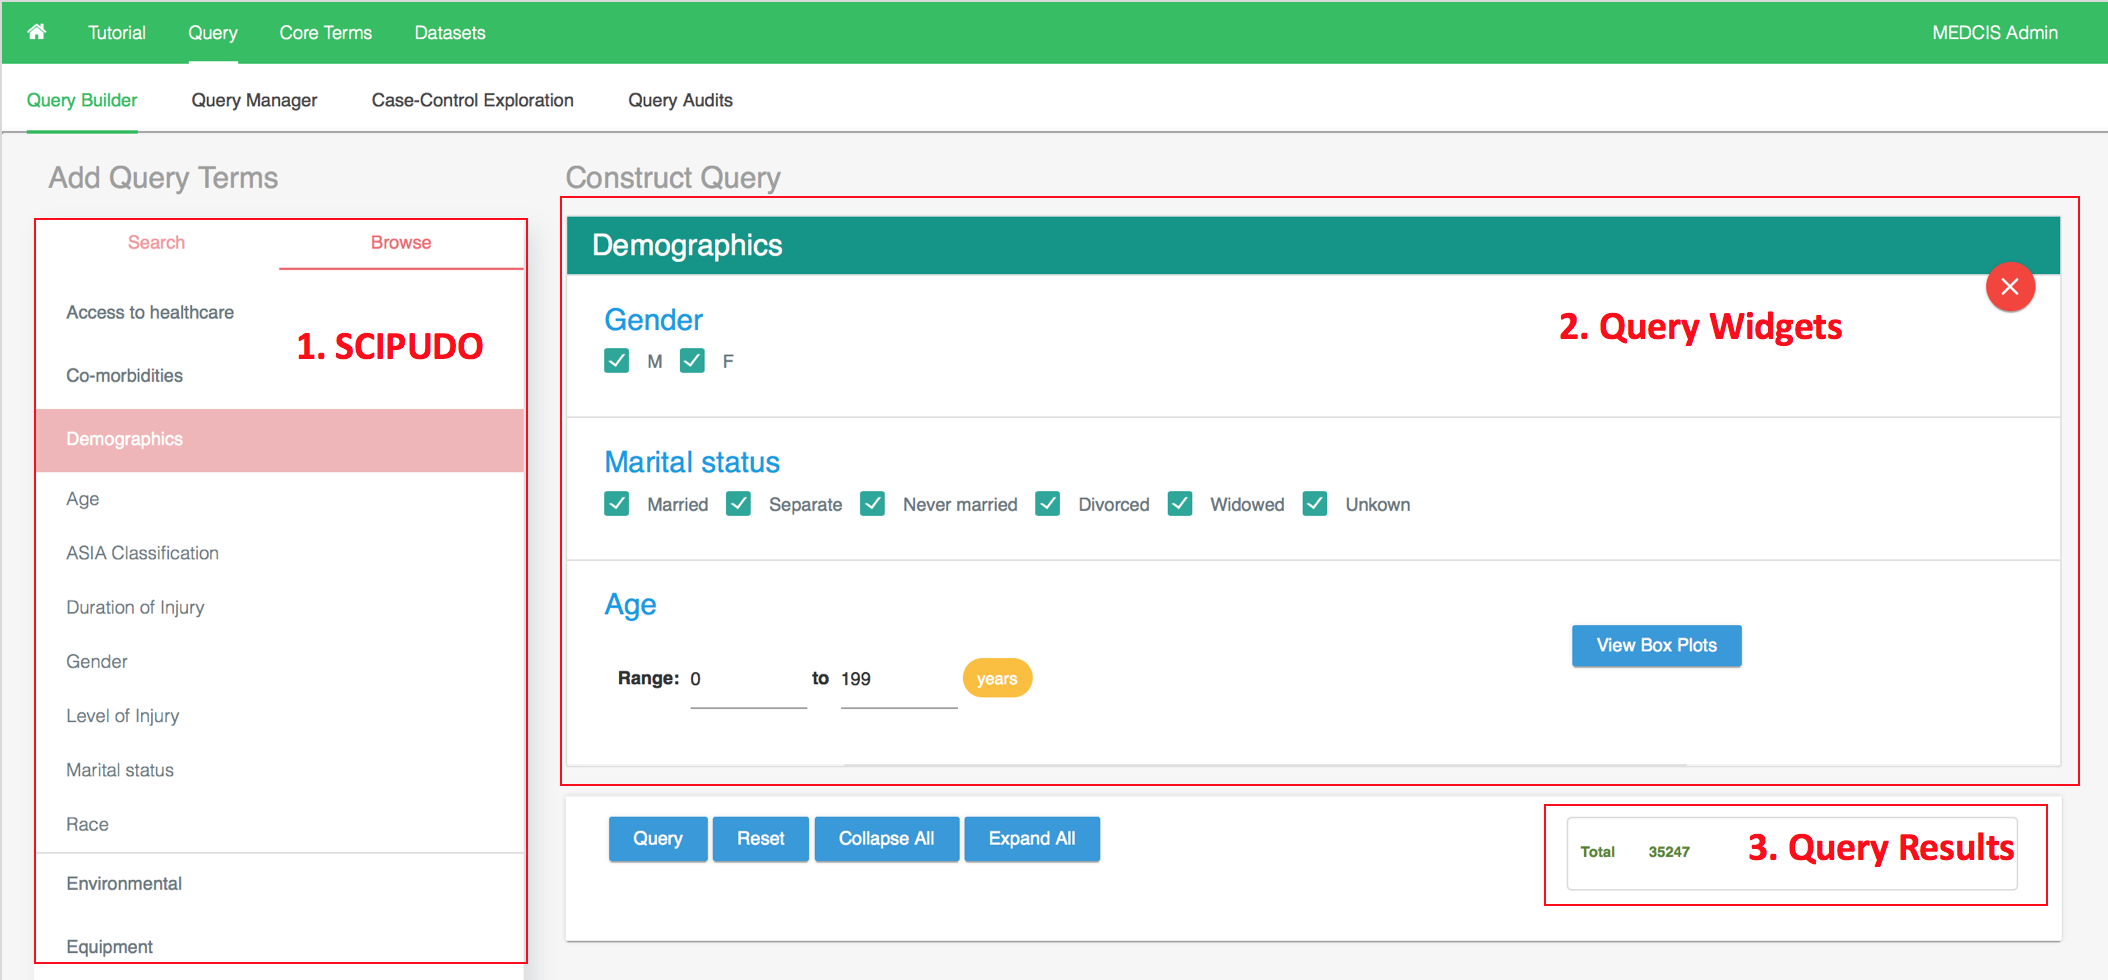 Tutorial Query Core Terms Datasets MEDCIS Admin
Query Builder Query Manager Case-Control Exploration Query Audits
Add Query Terms
Search Browse
Access to healthcare
1. SCIPUDO
Co-morbidities
Demographics
Age
ASIA Classification
Duration of Injury
Gender
Level of Injury
Marital status
Race
Environmental
Equipment
Construct Query
Demographics
2. Query Widgets
Gender
M F
Marital status
Married Separate Never married Divorced Widowed Unkown
Age
View Box Plots
Range: 0 to 199 years
Query Reset Collapse All Expand All
Total 35247 3. Query Results